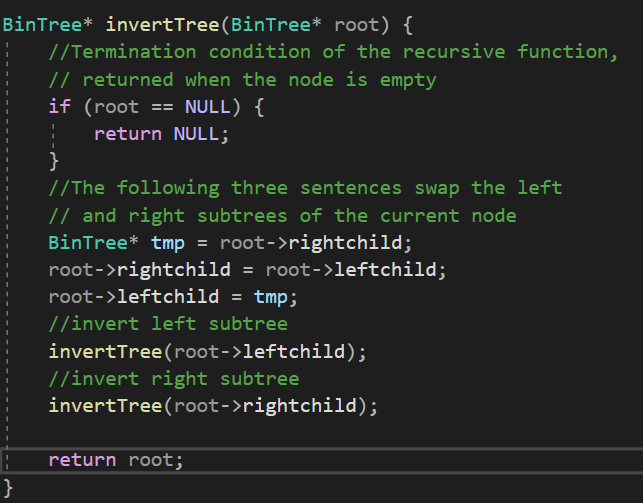 BinTree* invertTree(BinTree* root) {
    //Termination condition of the recursive function,
    // returned when the node is empty
    if (root == NULL) {
        return NULL;
    }
    //The following three sentences swap the left
    // and right subtrees of the current node
    BinTree* tmp = root->rightchild;
    root->rightchild = root->leftchild;
    root->leftchild = tmp;
    //invert left subtree
    invertTree(root->leftchild);
    //invert right subtree
    invertTree(root->rightchild);

    return root;
}